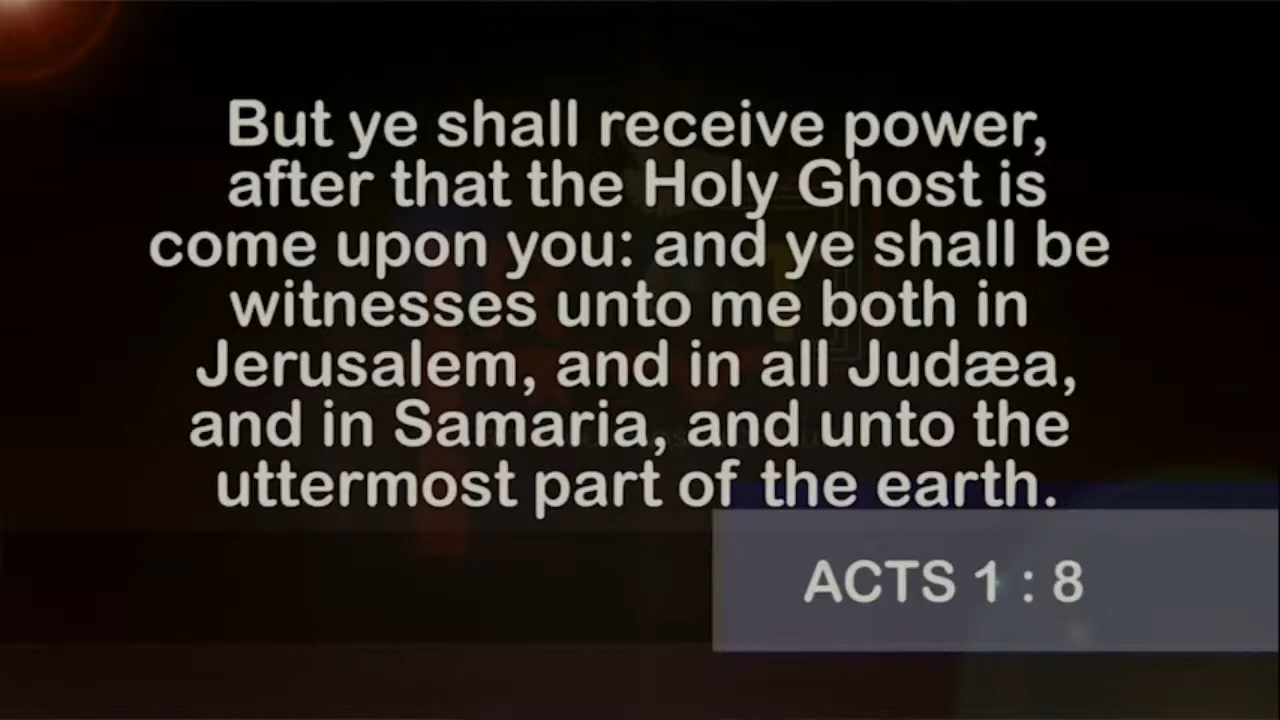 But ye shall receive power,
after that the Holy Ghost is
come upon you: and ye shall be
witnesses unto me both in
Jerusalem, and in all Judæa,
and in Samaria, and unto the
uttermost part of the earth.
ACTS 1 : 8